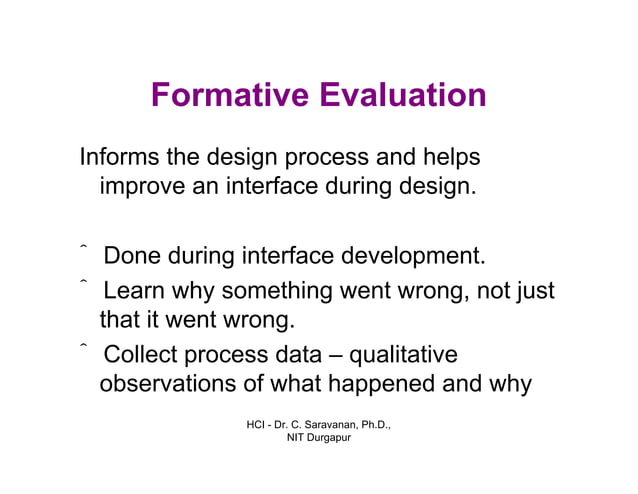 Formative Evaluation
Informs the design process and helps
improve an interface during design.
ˆ Done during interface development.
ˆ Learn why something went wrong, not just
that it went wrong.
ˆ Collect process data – qualitative
observations of what happened and why
HCI - Dr. C. Saravanan, Ph.D.,
NIT Durgapur